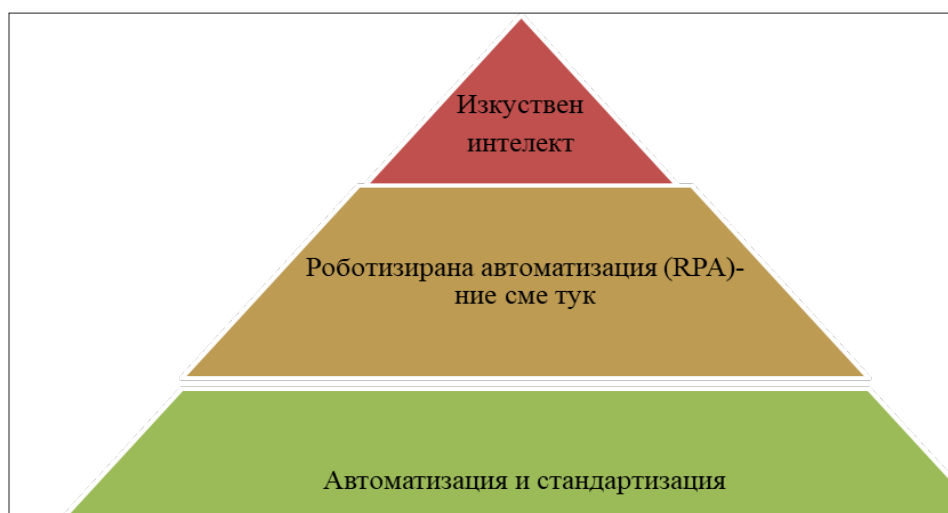 Изкуствен
интелект
Роботизирана автоматизация (RPA)-
ние сме тук
Автоматизация и стандартизация